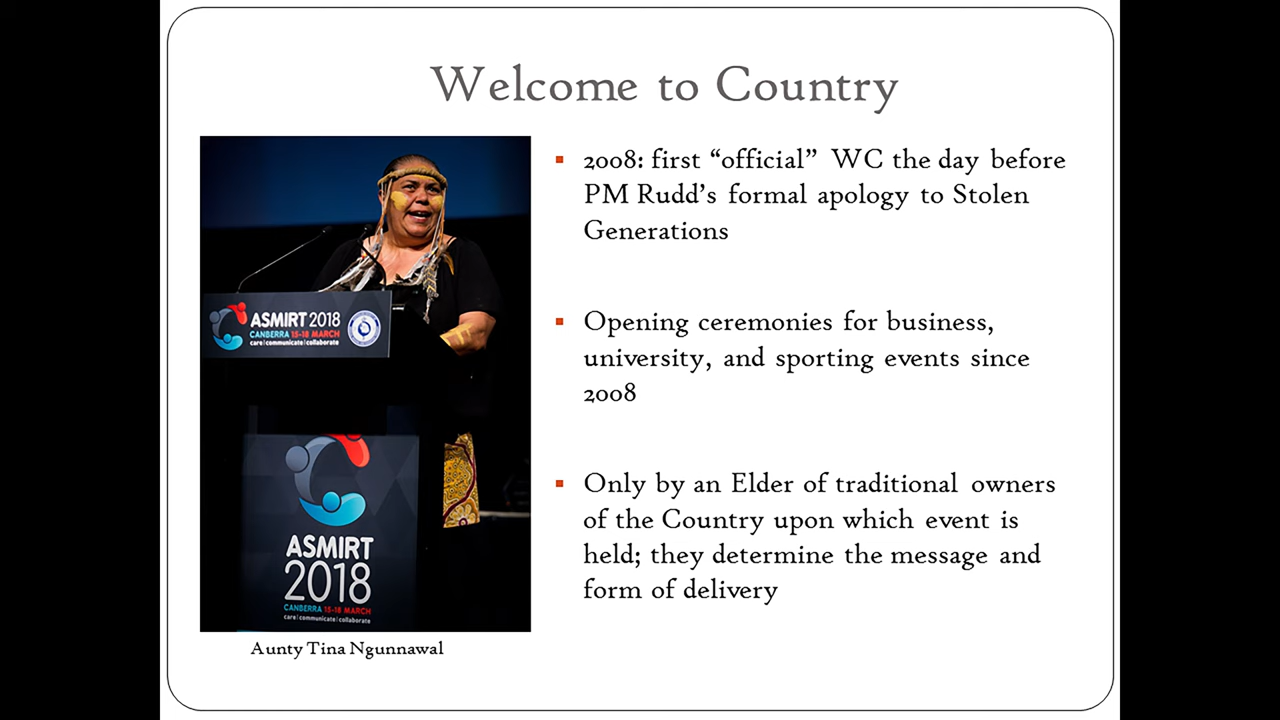 Welcome to Country
2008: first “official” WC the day before
PM Rudd’s formal apology to Stolen
Generations
Opening ceremonies for business,
university, and sporting events since
2008
Only by an Elder of traditional owners
of the Country upon which event is
held; they determine the message and
form of delivery
ASMIRT 2018
CANBERRA 15-18 MARCH
care|communicate|collaborate
ASMIRT
2018
CANBERRA 15-18 MARCH
care|communicate|collaborate
Aunty Tina Ngunnawal